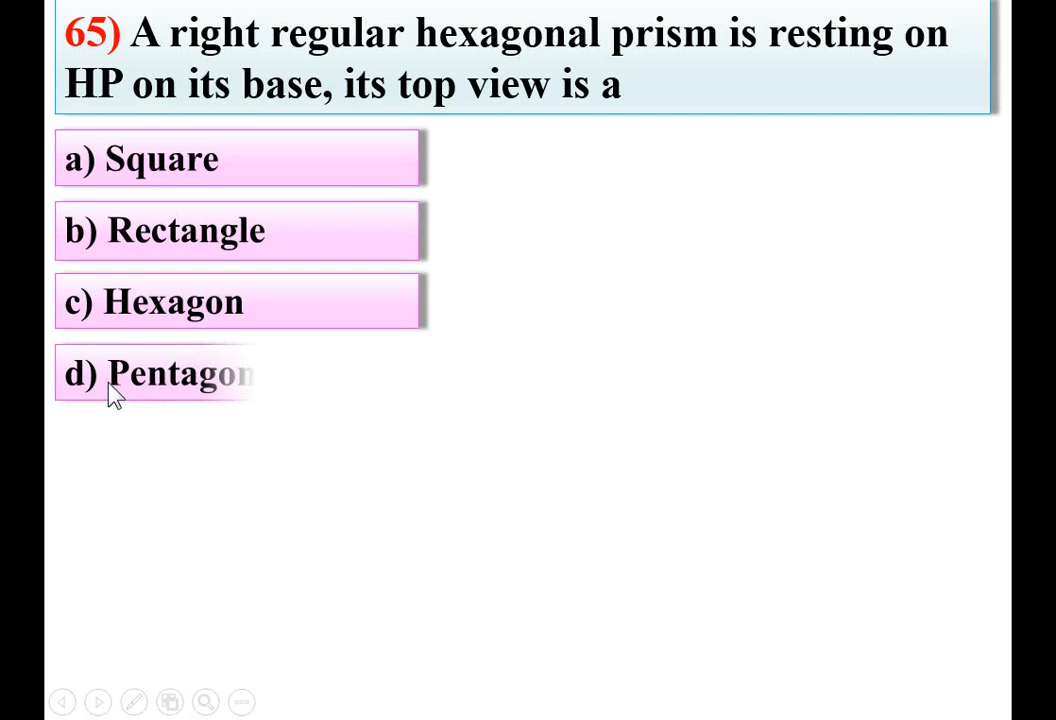 65) A right regular hexagonal prism is resting on
HP on its base, its top view is a
a) Square
b) Rectangle
c) Hexagon
d) Pentagon